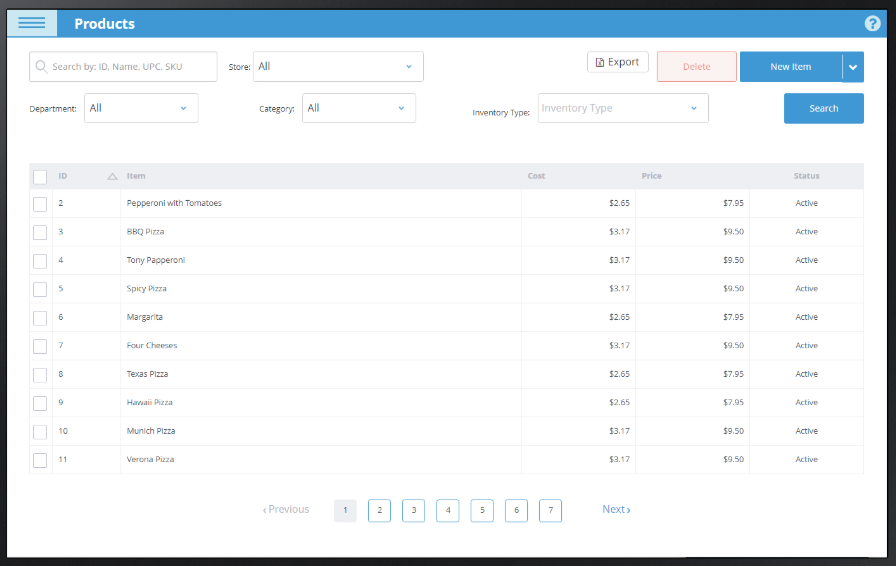 Products ?
Search by: ID, Name, UPC, SKU Store: All Export Delete New Item
Department: All Category: All Inventory Type: Inventory Type Search
ID Item Cost Price Status
2 Pepperoni with Tomatoes $2.65 $7.95 Active
3 BBQ Pizza $3.17 $9.50 Active
4 Tony Papperoni $3.17 $9.50 Active
5 Spicy Pizza $3.17 $9.50 Active
6 Margarita $2.65 $7.95 Active
7 Four Cheeses $3.17 $9.50 Active
8 Texas Pizza $2.65 $7.95 Active
9 Hawaii Pizza $2.65 $7.95 Active
10 Munich Pizza $3.17 $9.50 Active
11 Verona Pizza $3.17 $9.50 Active
‹ Previous 1 2 3 4 5 6 7 Next ›